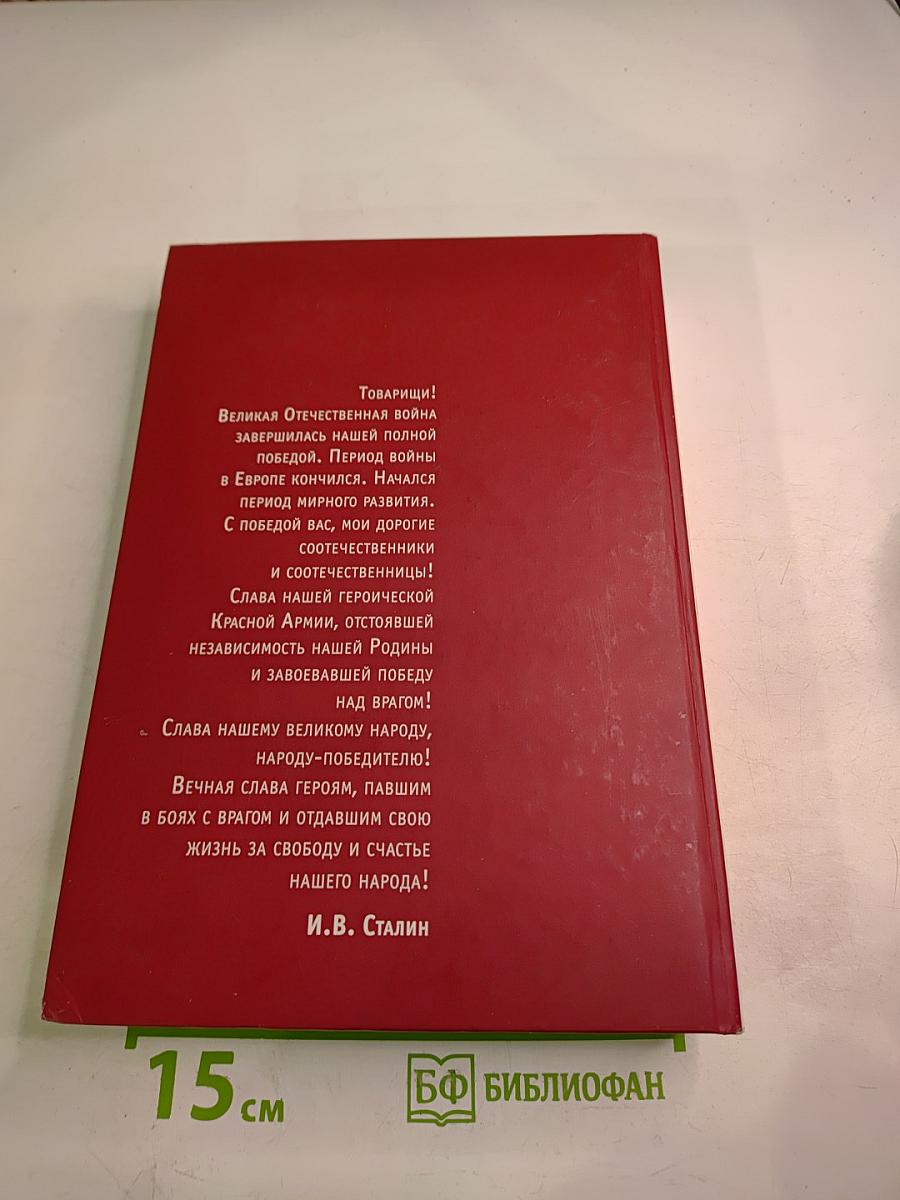 Товарищи!
Великая Отечественная война
завершилась нашей полной
победой. Период войны
в Европе кончился. Начался
период мирного развития.
С победой вас, мои дорогие
соотечественники
и соотечественницы!
Слава нашей героической
Красной Армии, отстоявшей
независимость нашей Родины
и завоевавшей победу
над врагом!
Слава нашему великому народу,
народу-победителю!
Вечная слава героям, павшим
в боях с врагом и отдавшим свою
жизнь за свободу и счастье
нашего народа!
И.В. Сталин
15 см
БФ БИБЛИОФАН